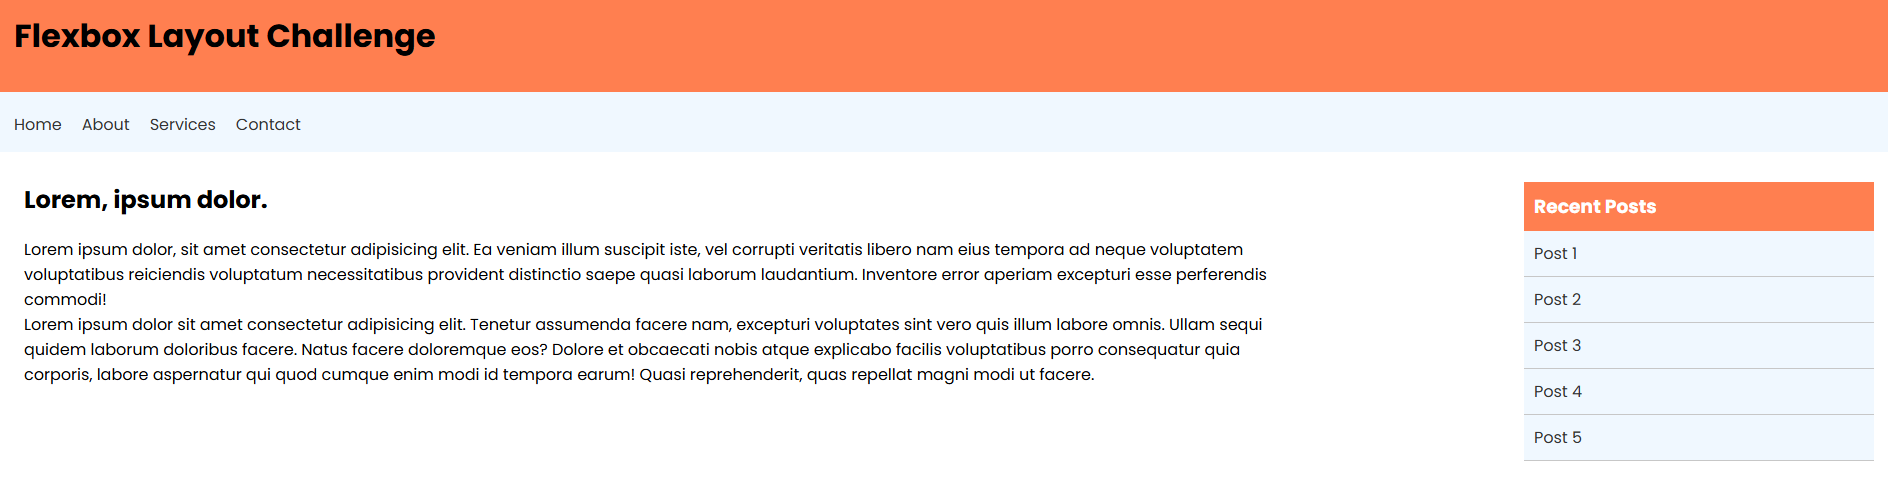 Flexbox Layout Challenge
Home About Services Contact
Lorem, ipsum dolor.
Lorem ipsum dolor, sit amet consectetur adipisicing elit. Ea veniam illum suscipit iste, vel corrupti veritatis libero nam eius tempora ad neque voluptatem
voluptatibus reiciendis voluptatum necessitatibus provident distinctio saepe quasi laborum laudantium. Inventore error aperiam excepturi esse perferendis
commodi!
Lorem ipsum dolor sit amet consectetur adipisicing elit. Tenetur assumenda facere nam, excepturi voluptates sint vero quis illum labore omnis. Ullam sequi
quidem laborum doloribus facere. Natus facere doloremque eos? Dolore et obcaecati nobis atque explicabo facilis voluptatibus porro consequatur quia
corporis, labore aspernatur qui quod cumque enim modi id tempora earum! Quasi reprehenderit, quas repellat magni modi ut facere.
Recent Posts
Post 1
Post 2
Post 3
Post 4
Post 5